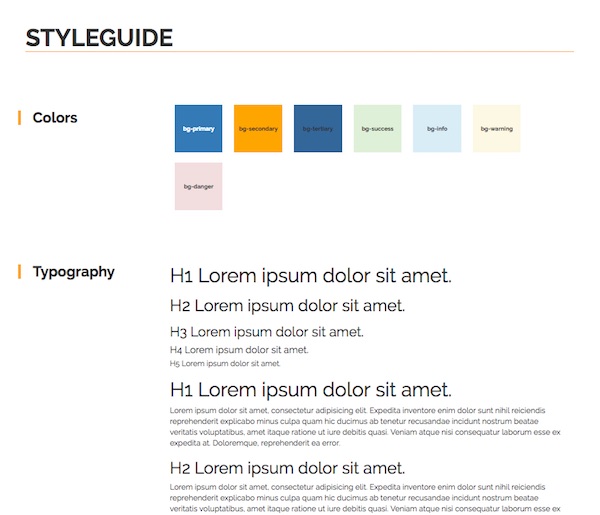 STYLEGUIDE
Colors
bg-primary
bg-secondary
bg-tertiary
bg-success
bg-info
bg-warning
bg-danger
Typography
H1 Lorem ipsum dolor sit amet.
H2 Lorem ipsum dolor sit amet.
H3 Lorem ipsum dolor sit amet.
H4 Lorem ipsum dolor sit amet.
H5 Lorem ipsum dolor sit amet.
H1 Lorem ipsum dolor sit amet.
Lorem ipsum dolor sit amet, consectetur adipisicing elit. Expedita inventore enim dolor sunt nihil reiciendis
reprehenderit explicabo minus culpa quam hic accusamus beatae numquam ab tenetur dignissimos ducimus
veritatis voluptatibus, amet itaque ratione ut iure debitis quasi. Veniam atque nisi consequatur laborum esse ex
expedita at. Doloremque, reprehenderit ea error.
H2 Lorem ipsum dolor sit amet.
Lorem ipsum dolor sit amet, consectetur adipisicing elit. Expedita inventore enim dolor sunt nihil reiciendis
reprehenderit explicabo minus culpa quam hic accusamus beatae numquam ab tenetur dignissimos ducimus
veritatis voluptatibus, amet itaque ratione ut iure debitis quasi. Veniam atque nisi consequatur laborum esse ex